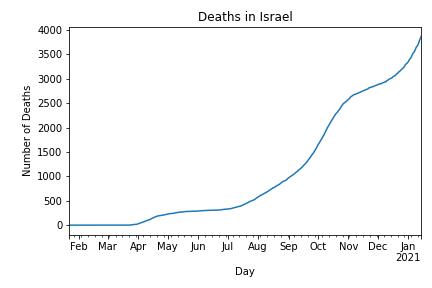 Deaths in Israel
4000
3500
3000
2500
2000
1500
1000
500
0
Number of Deaths
Feb Mar Apr May Jun Jul Aug Sep Oct Nov Dec Jan
2021
Day